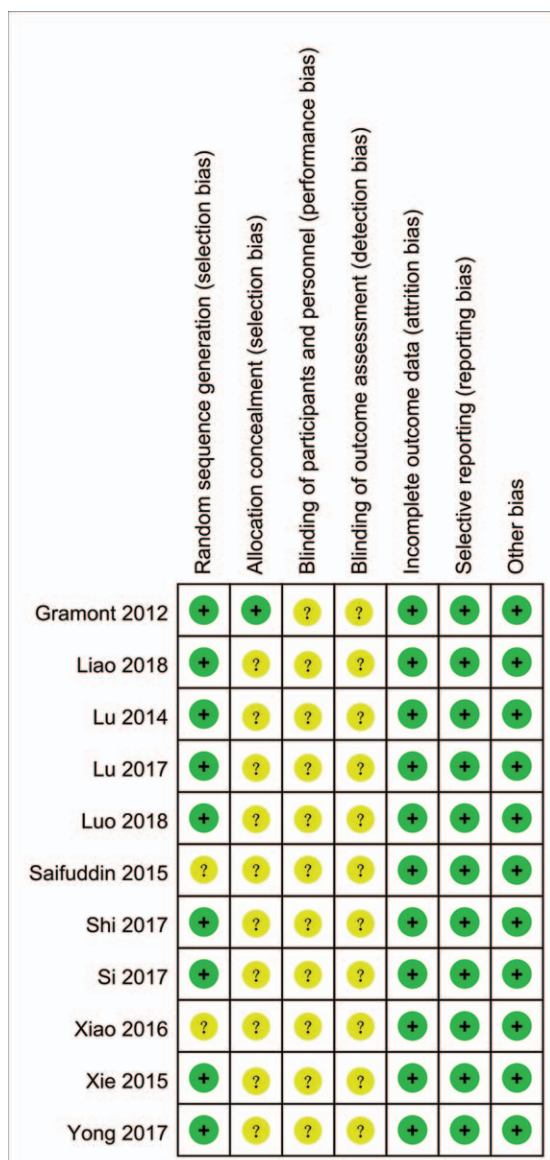 Random sequence generation (selection bias)
Allocation concealment (selection bias)
Blinding of participants and personnel (performance bias)
Blinding of outcome assessment (detection bias)
Incomplete outcome data (attrition bias)
Selective reporting (reporting bias)
Other bias
Gramont 2012 + + ? ? + + +
Liao 2018 + ? ? ? + + +
Lu 2014 + ? ? ? + + +
Lu 2017 + ? ? ? + + +
Luo 2018 + ? ? ? + + +
Saifuddin 2015 ? ? ? ? + + +
Shi 2017 + ? ? ? + + +
Si 2017 + ? ? ? + + +
Xiao 2016 ? ? ? ? + + +
Xie 2015 + ? ? ? + + +
Yong 2017 + ? ? ? + + +